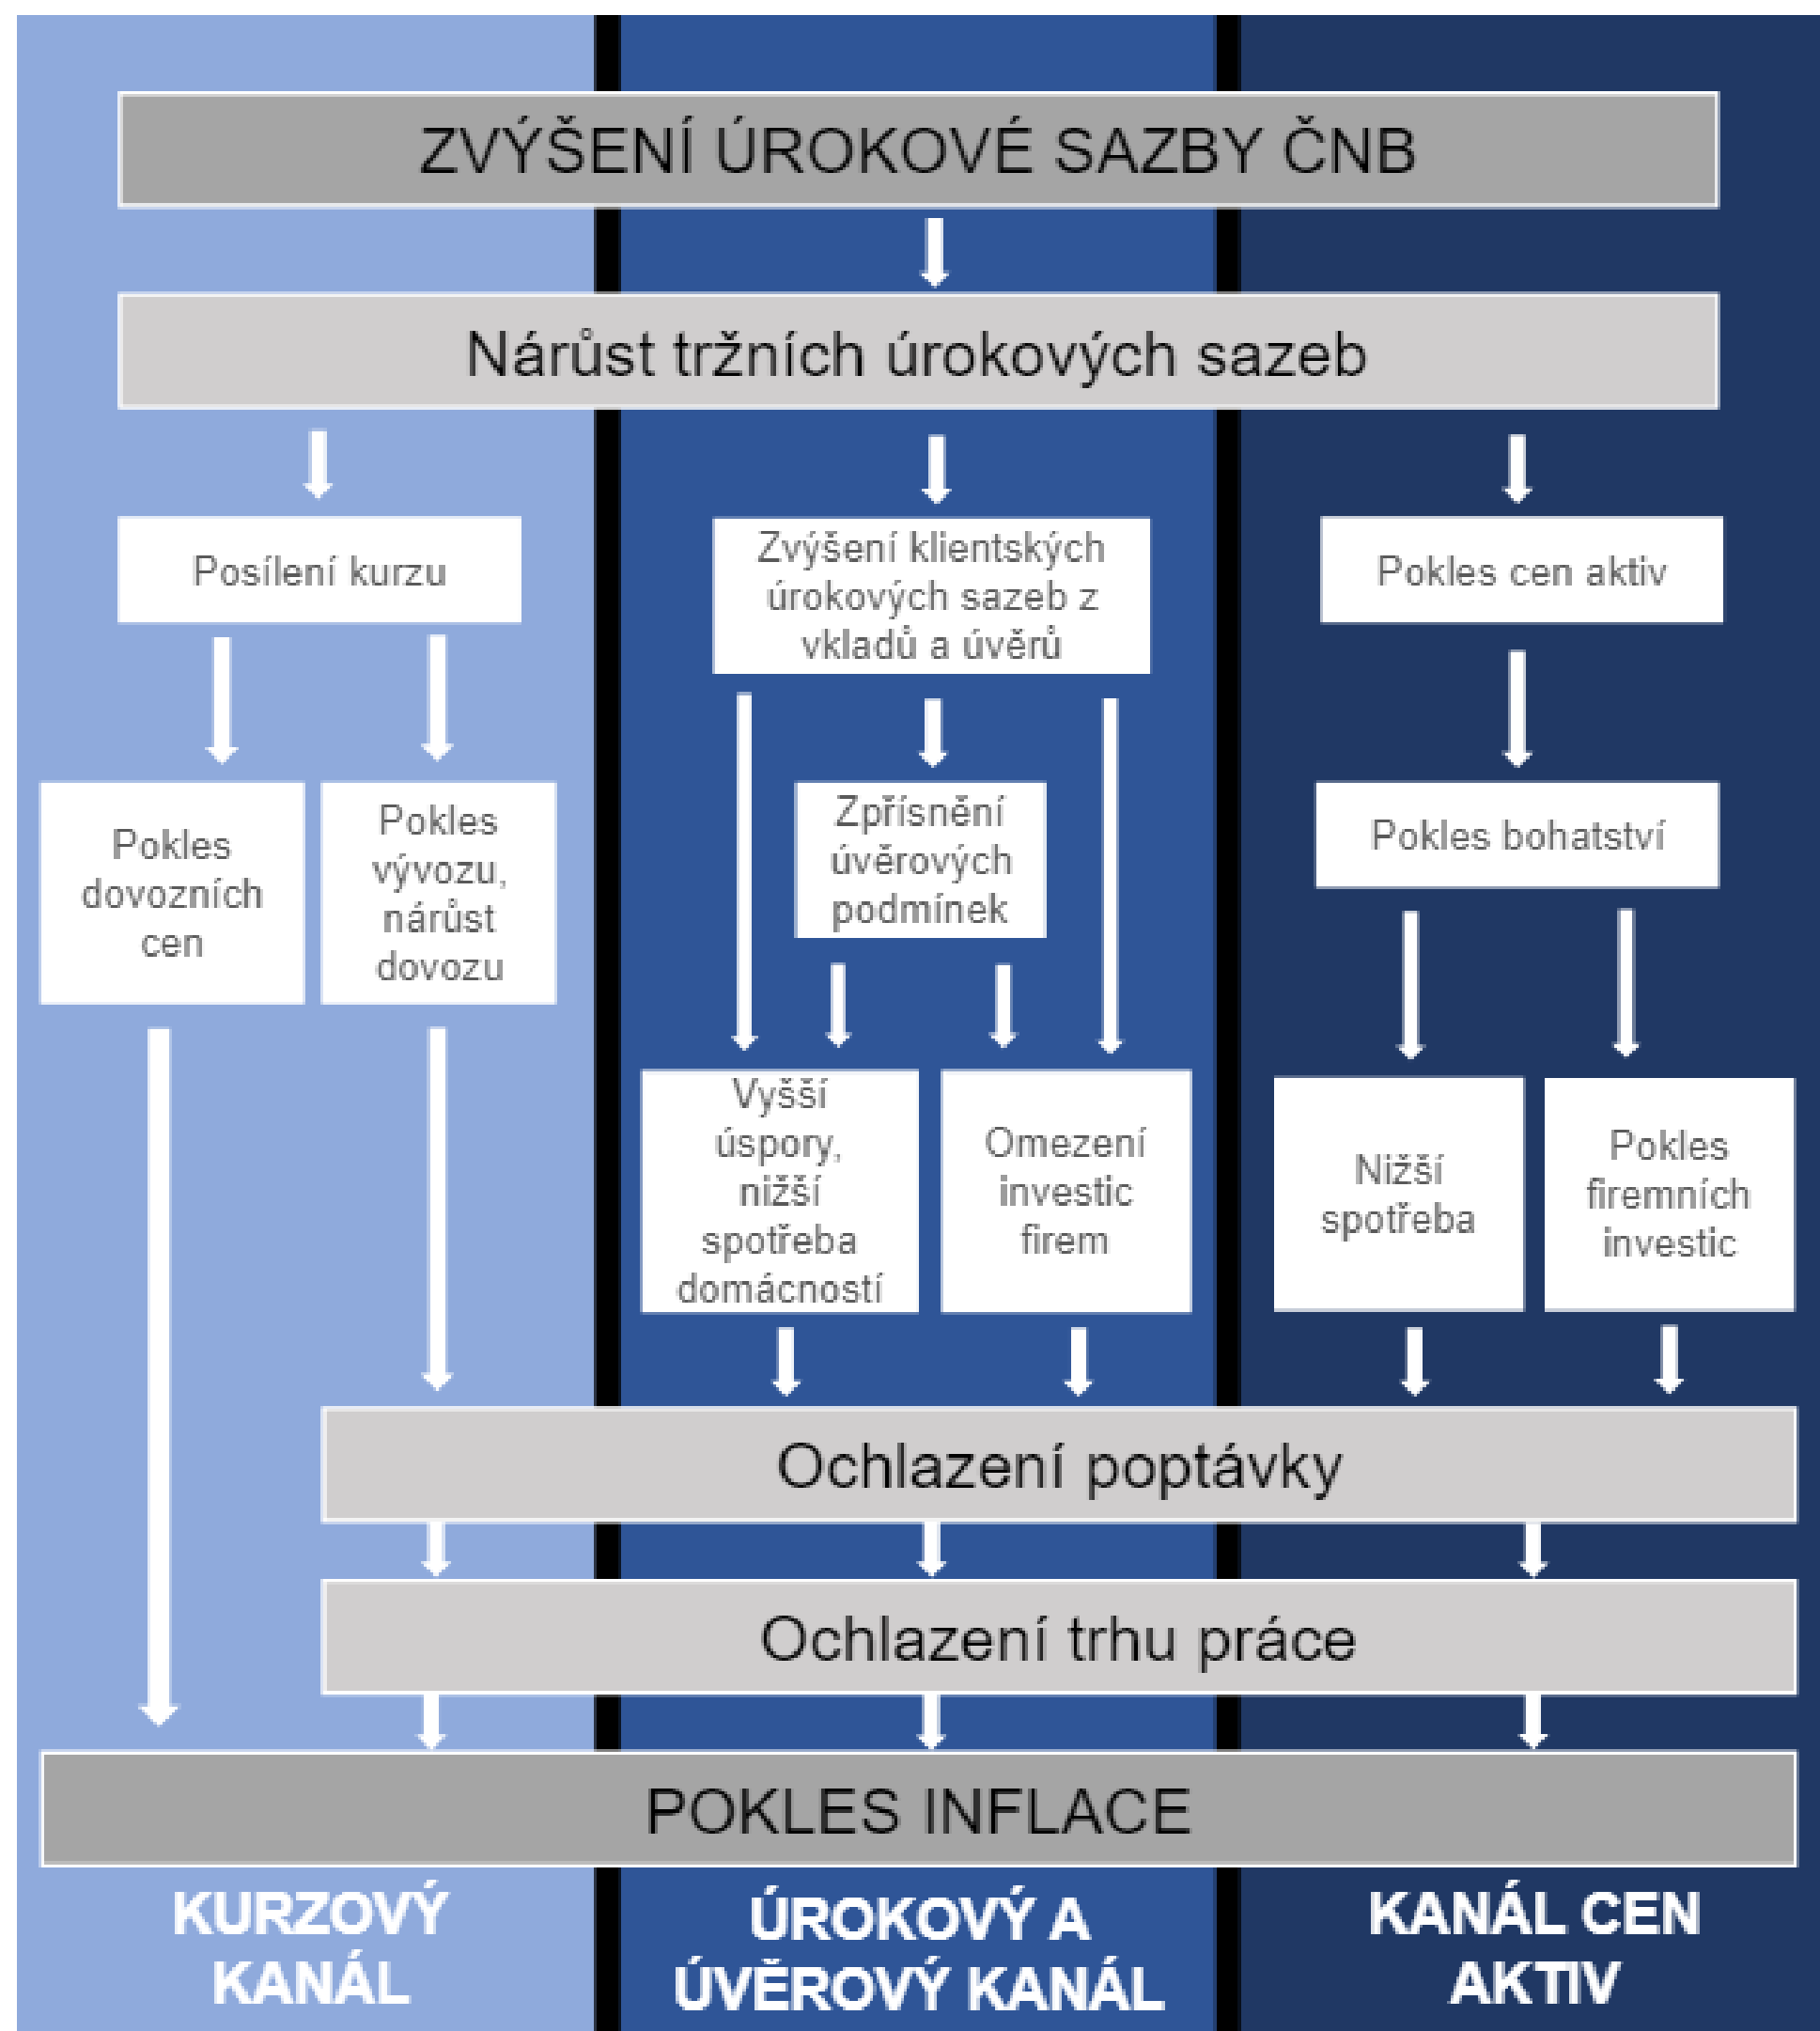 ZVÝŠENÍ ÚROKOVÉ SAZBY ČNB
Nárůst tržních úrokových sazeb
Posílení kurzu
Zvýšení klientských
úrokových sazeb z
vkladů a úvěrů
Pokles cen aktiv
Pokles
dovozních
cen
Pokles
vývozu,
nárůst
dovozu
Zpřísnění
úvěrových
podmínek
Pokles bohatství
Vyšší
úspory,
nižší
spotřeba
domácností
Omezení
investic
firem
Nižší
spotřeba
Pokles
firemních
investic
Ochlazení poptávky
Ochlazení trhu práce
POKLES INFLACE
KURZOVÝ
KANÁL
ÚROKOVÝ A
ÚVĚROVÝ KANÁL
KANÁL CEN
AKTIV